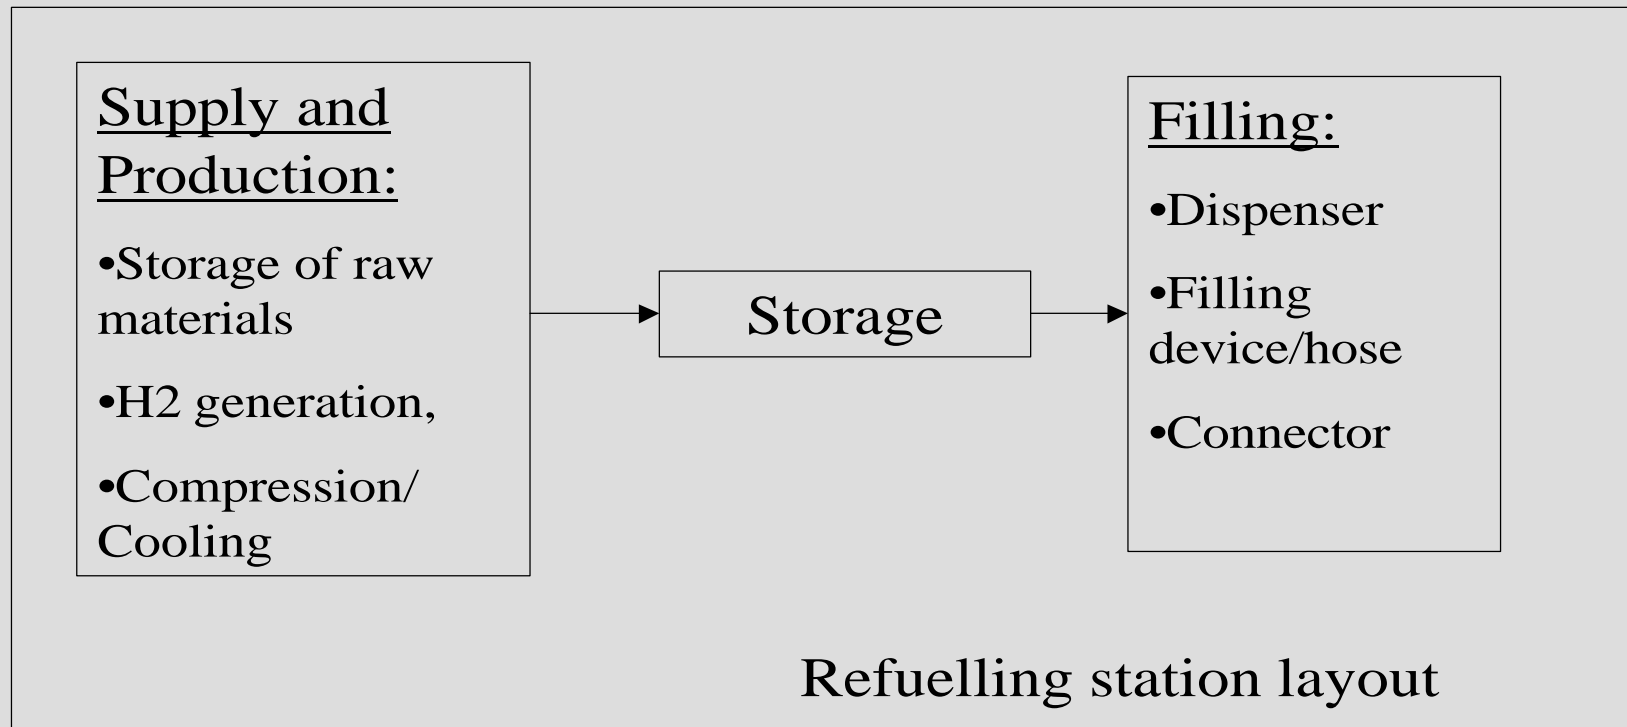 Supply and
Production:
•Storage of raw
materials
•H2 generation,
•Compression/
Cooling
Storage
Filling:
•Dispenser
•Filling
device/hose
•Connector
Refuelling station layout